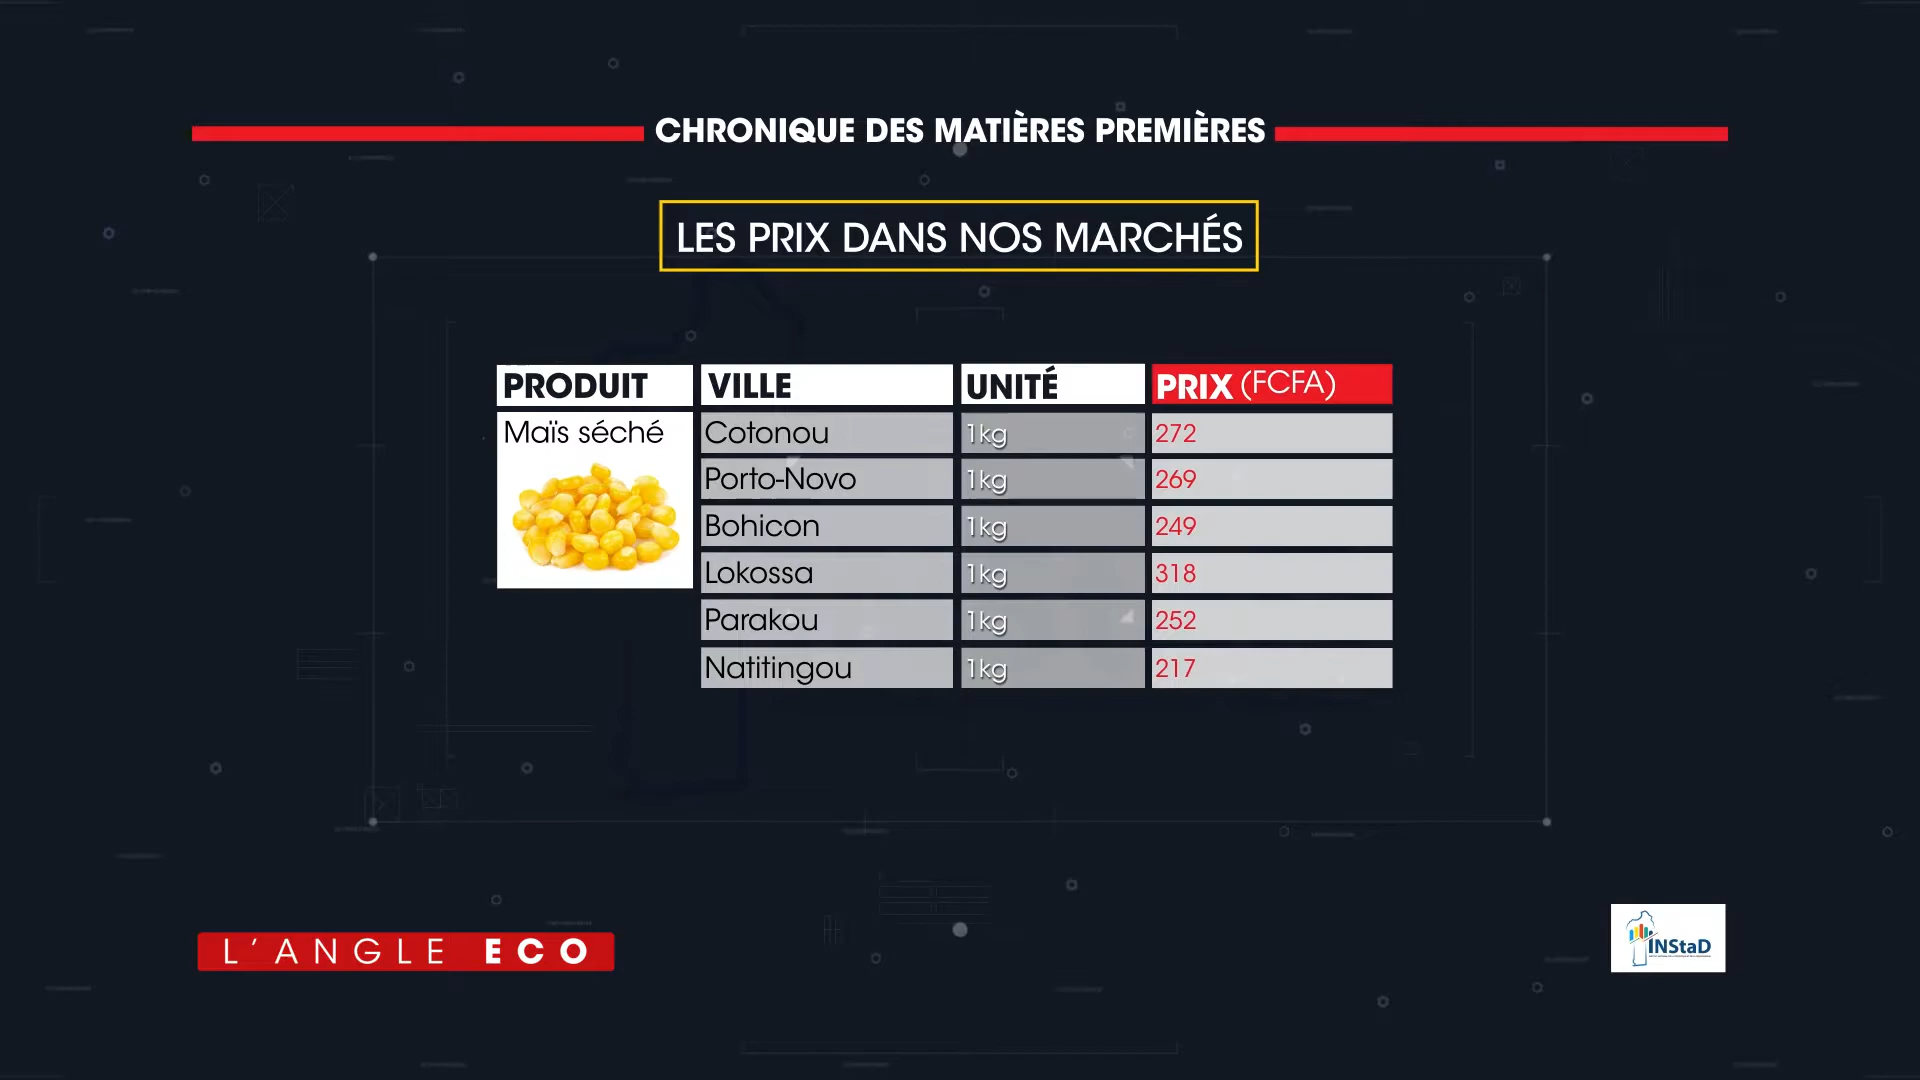 CHRONIQUE DES MATIÈRES PREMIÈRES
LES PRIX DANS NOS MARCHÉS
PRODUIT VILLE UNITÉ PRIX (FCFA)
Maïs séché Cotonou 1kg 272
Porto-Novo 1kg 269
Bohicon 1kg 249
Lokossa 1kg 318
Parakou 1kg 252
Natitingou 1kg 217
L'ANGLE ECO
INStaD